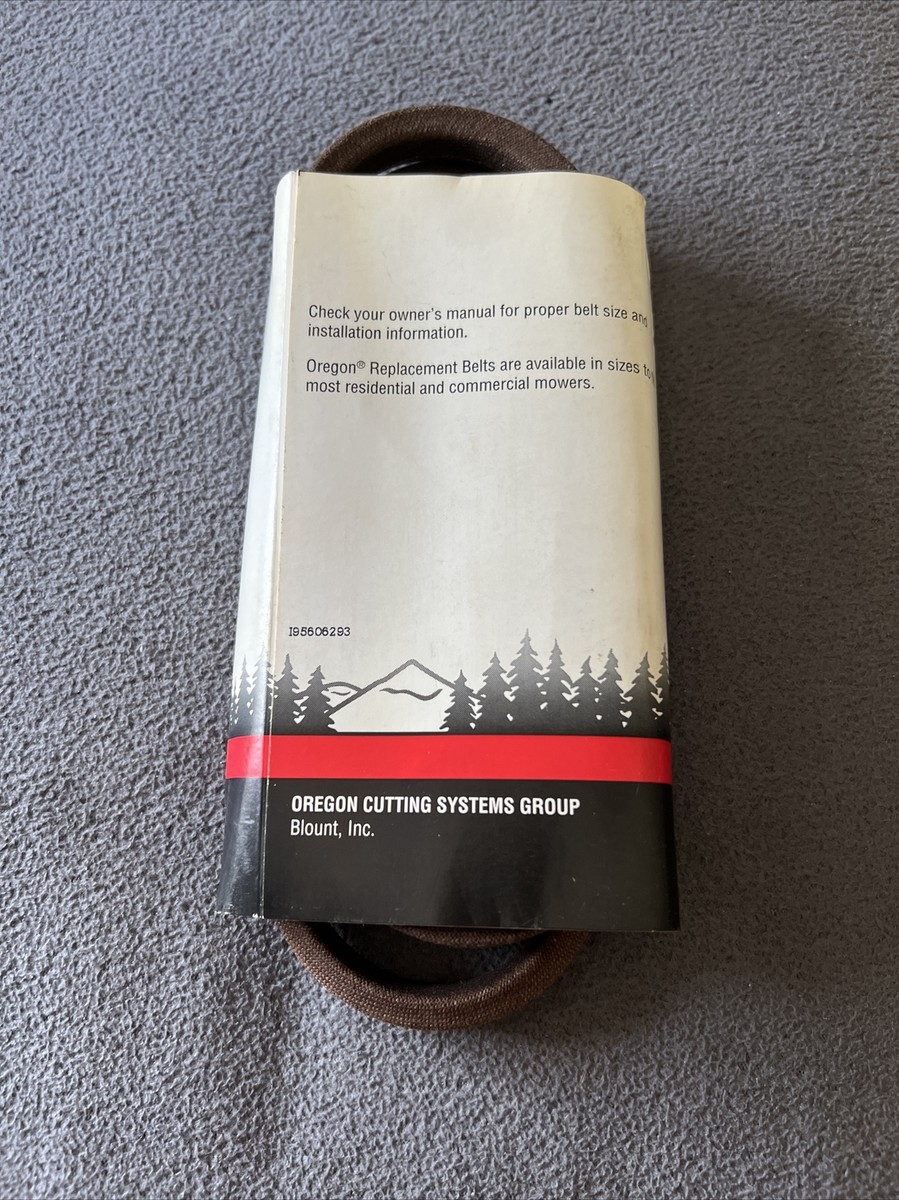 Check your owner's manual for proper belt size and
installation information.
Oregon® Replacement Belts are available in sizes to
most residential and commercial mowers.
I95606293
OREGON CUTTING SYSTEMS GROUP
Blount, Inc.